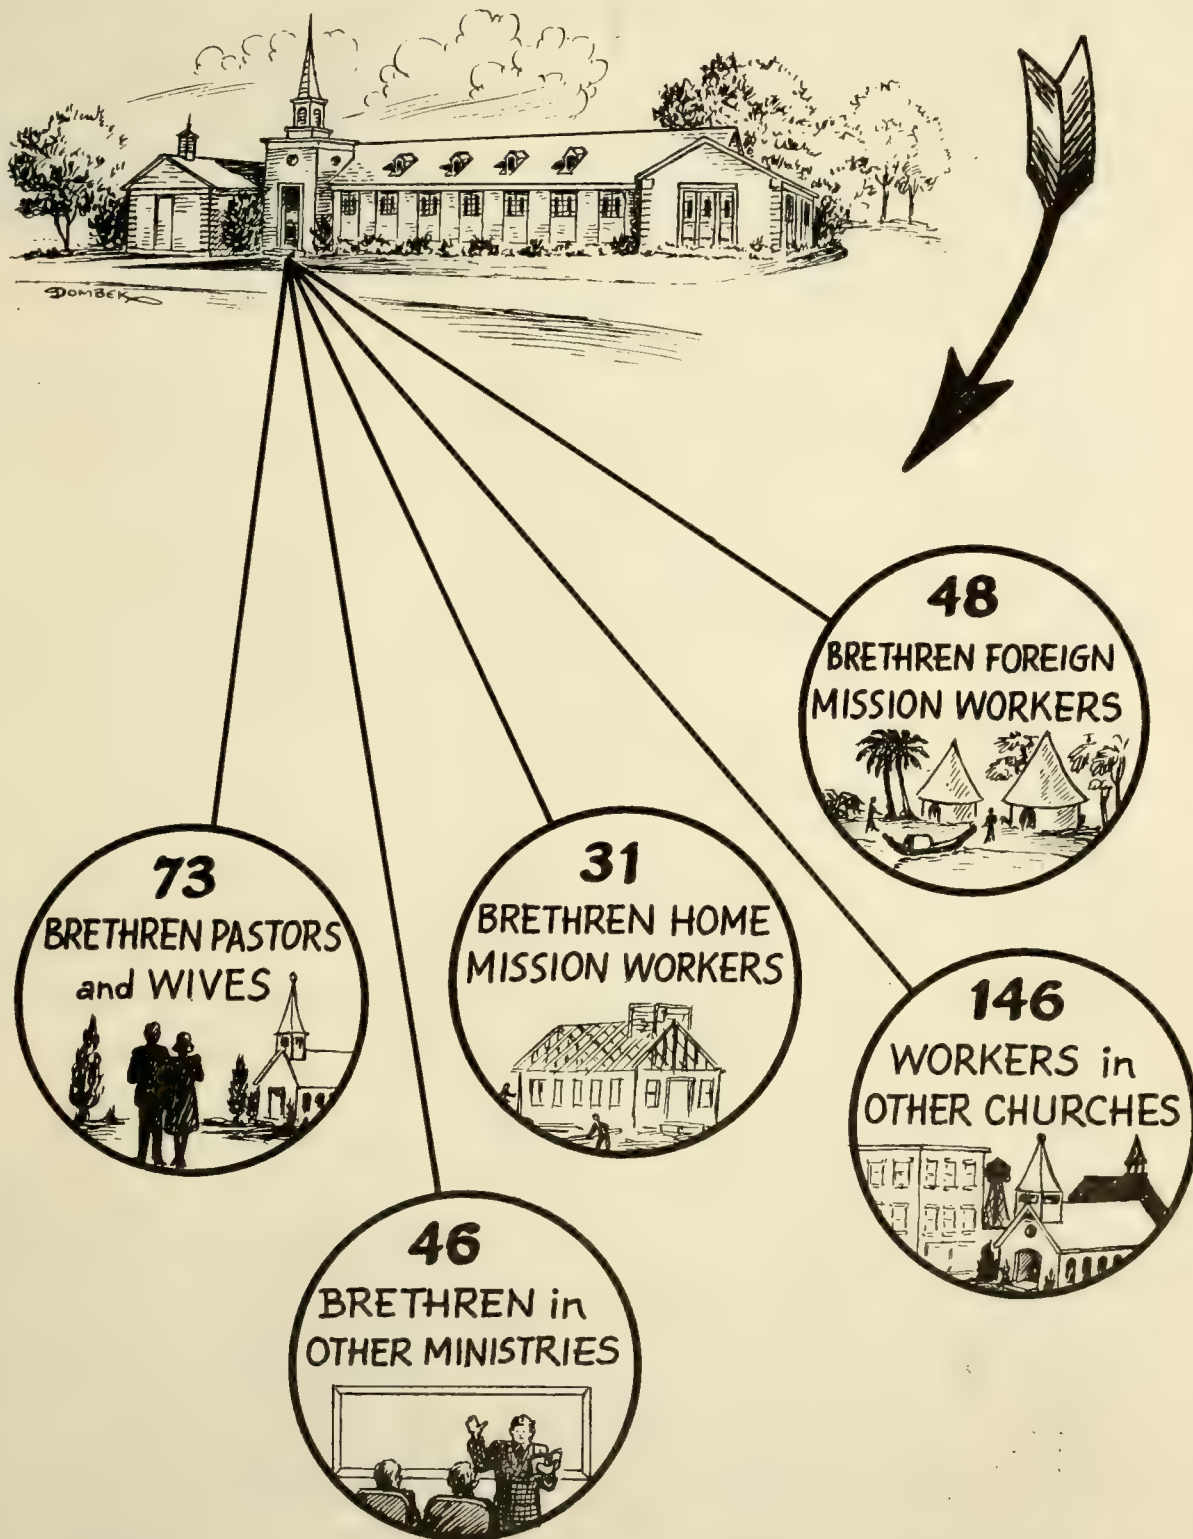 DOMBEK
48
BRETHREN FOREIGN
MISSION WORKERS
73
BRETHREN PASTORS
and WIVES
31
BRETHREN HOME
MISSION WORKERS
146
WORKERS in
OTHER CHURCHES
46
BRETHREN in
OTHER MINISTRIES